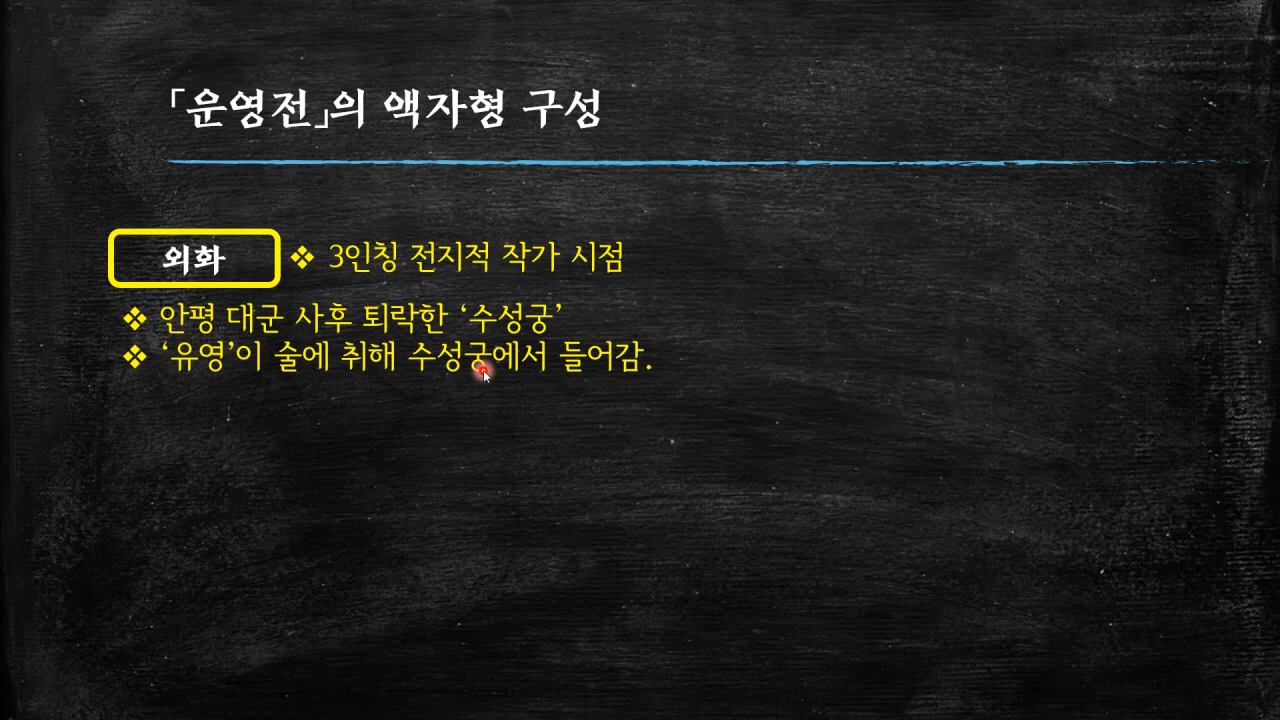 「운영전」의 액자형 구성
외화 ❖ 3인칭 전지적 작가 시점
❖ 안평 대군 사후 퇴락한 ‘수성궁’
❖ ‘유영’이 술에 취해 수성궁에서 들어감.